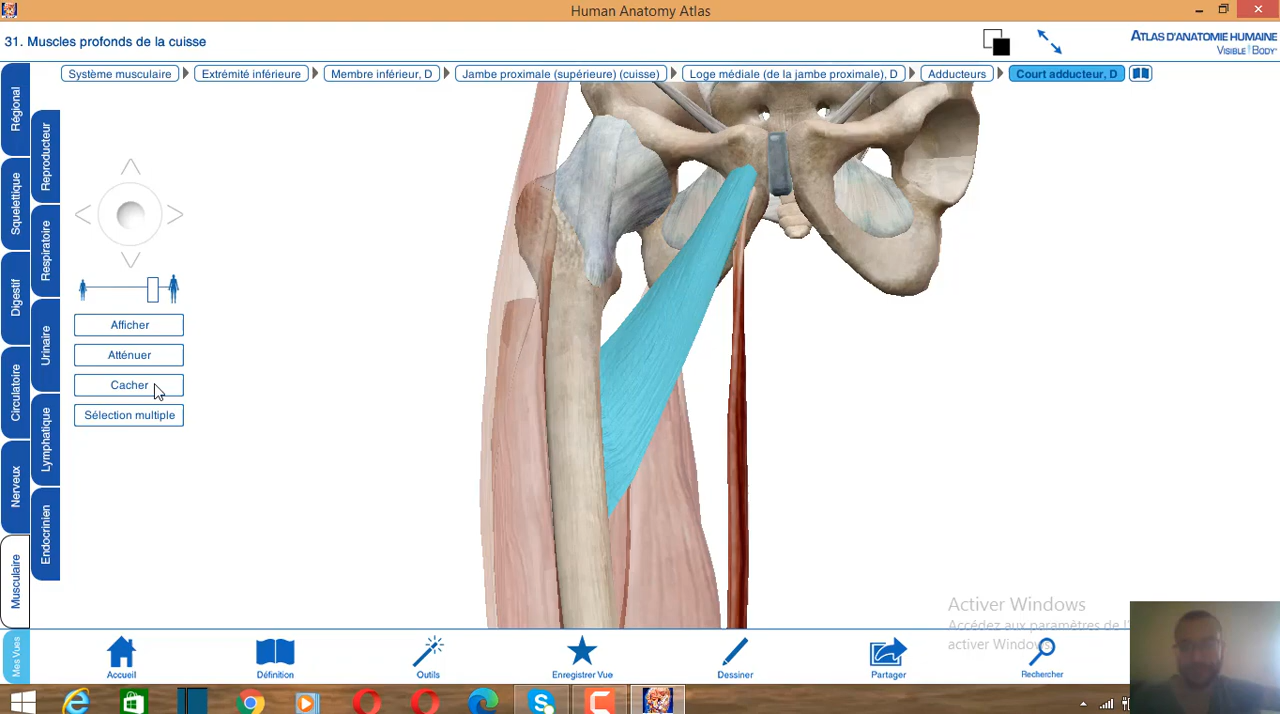 Human Anatomy Atlas
31. Muscles profonds de la cuisse
ATLAS D'ANATOMIE HUMAINE
VISIBLE BODY
Système musculaire
Extrémité inférieure
Membre inférieur, D
Jambe proximale (supérieure) (cuisse)
Loge médiale (de la jambe proximale), D
Adducteurs
Court adducteur, D
Régional
Squelettique
Digestif
Circulatoire
Nerveux
Musculaire
Mes Vues
Reproducteur
Respiratoire
Urinaire
Lymphatique
Endocrinien
Afficher
Atténuer
Cacher
Sélection multiple
Activer Windows
Accédez aux paramètres de l'
activer Windows
Accueil
Définition
Outils
Enregistrer Vue
Dessiner
Partager
Rechercher